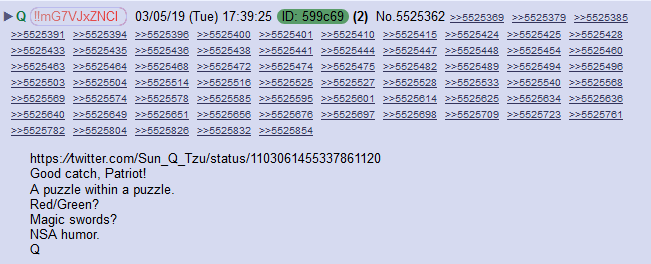 Q !!mG7VJxZNCI 03/05/19 (Tue) 17:39:25 ID: 599c69 (2) No.5525362 >>5525369 >>5525379 >>5525385
>>5525391 >>5525394 >>5525396 >>5525400 >>5525401 >>5525410 >>5525415 >>5525424 >>5525425 >>5525428
>>5525433 >>5525435 >>5525436 >>5525438 >>5525441 >>5525444 >>5525447 >>5525448 >>5525454 >>5525460
>>5525463 >>5525464 >>5525468 >>5525472 >>5525474 >>5525475 >>5525482 >>5525489 >>5525494 >>5525496
>>5525503 >>5525504 >>5525514 >>5525516 >>5525525 >>5525527 >>5525528 >>5525533 >>5525540 >>5525568
>>5525569 >>5525574 >>5525578 >>5525585 >>5525595 >>5525601 >>5525614 >>5525625 >>5525634 >>5525636
>>5525640 >>5525649 >>5525651 >>5525656 >>5525676 >>5525697 >>5525698 >>5525709 >>5525723 >>5525761
>>5525782 >>5525804 >>5525826 >>5525832 >>5525854
https://twitter.com/Sun_Q_Tzu/status/1103061455337861120
Good catch, Patriot!
A puzzle within a puzzle.
Red/Green?
Magic swords?
NSA humor.
Q